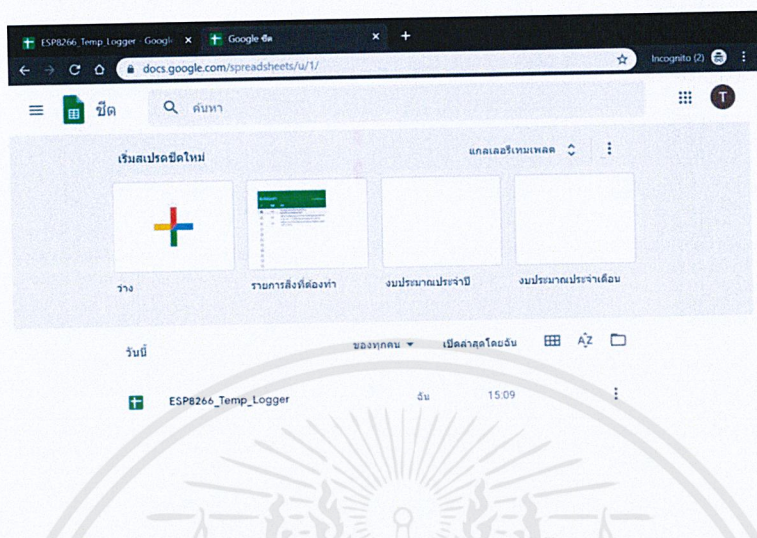 ESP8266_Temp_Logger - Googl
Google ชีต
docs.google.com/spreadsheets/u/1/
Incognito (2)
ชีต
ค้นหา
T
เริ่มสเปรดชีตใหม่
แกลเลอรีเทมเพลต
ว่าง
รายการสิ่งที่ต้องทำ
งบประมาณประจำปี
งบประมาณประจำเดือน
วันนี้
ของทุกคน
เปิดล่าสุดโดยฉัน
AZ
ESP8266_Temp_Logger
ฉัน
15:09